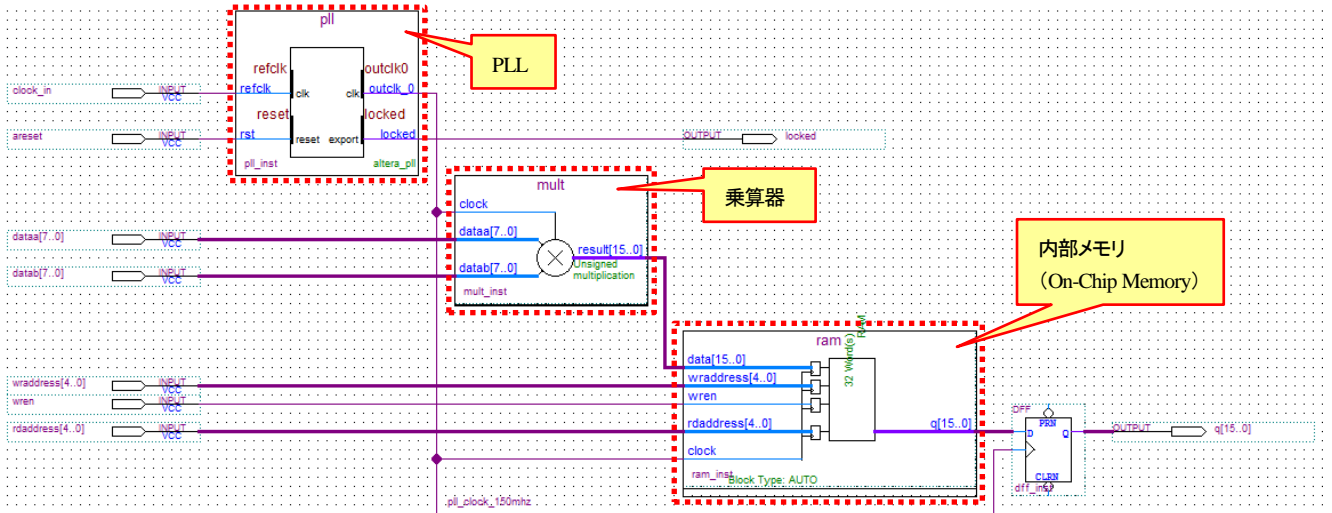 pll
PLL
refclk
outclk0
refclk
clk
clk
outclk_0
clock_in
INPUT
VCC
reset
locked
rst
reset
export
locked
areset
INPUT
VCC
OUTPUT
locked
pll_inst
altera_pll
mult
乗算器
clock
dataa[7..0]
dataa[7..0]
INPUT
VCC
result[15..0]
Unsigned
multiplication
datab[7..0]
datab[7..0]
INPUT
VCC
mult_inst
内部メモリ
(On-Chip Memory)
ram
RAM
32 Word(s)
data[15..0]
wraddress[4..0]
INPUT
VCC
wraddress[4..0]
wren
INPUT
VCC
wren
rdaddress[4..0]
INPUT
VCC
rdaddress[4..0]
q[15..0]
clock
ram_inst
Block Type: AUTO
DFF
PRN
D
Q
CLRN
dff_inst
OUTPUT
q[15..0]
pll_clock_150mhz